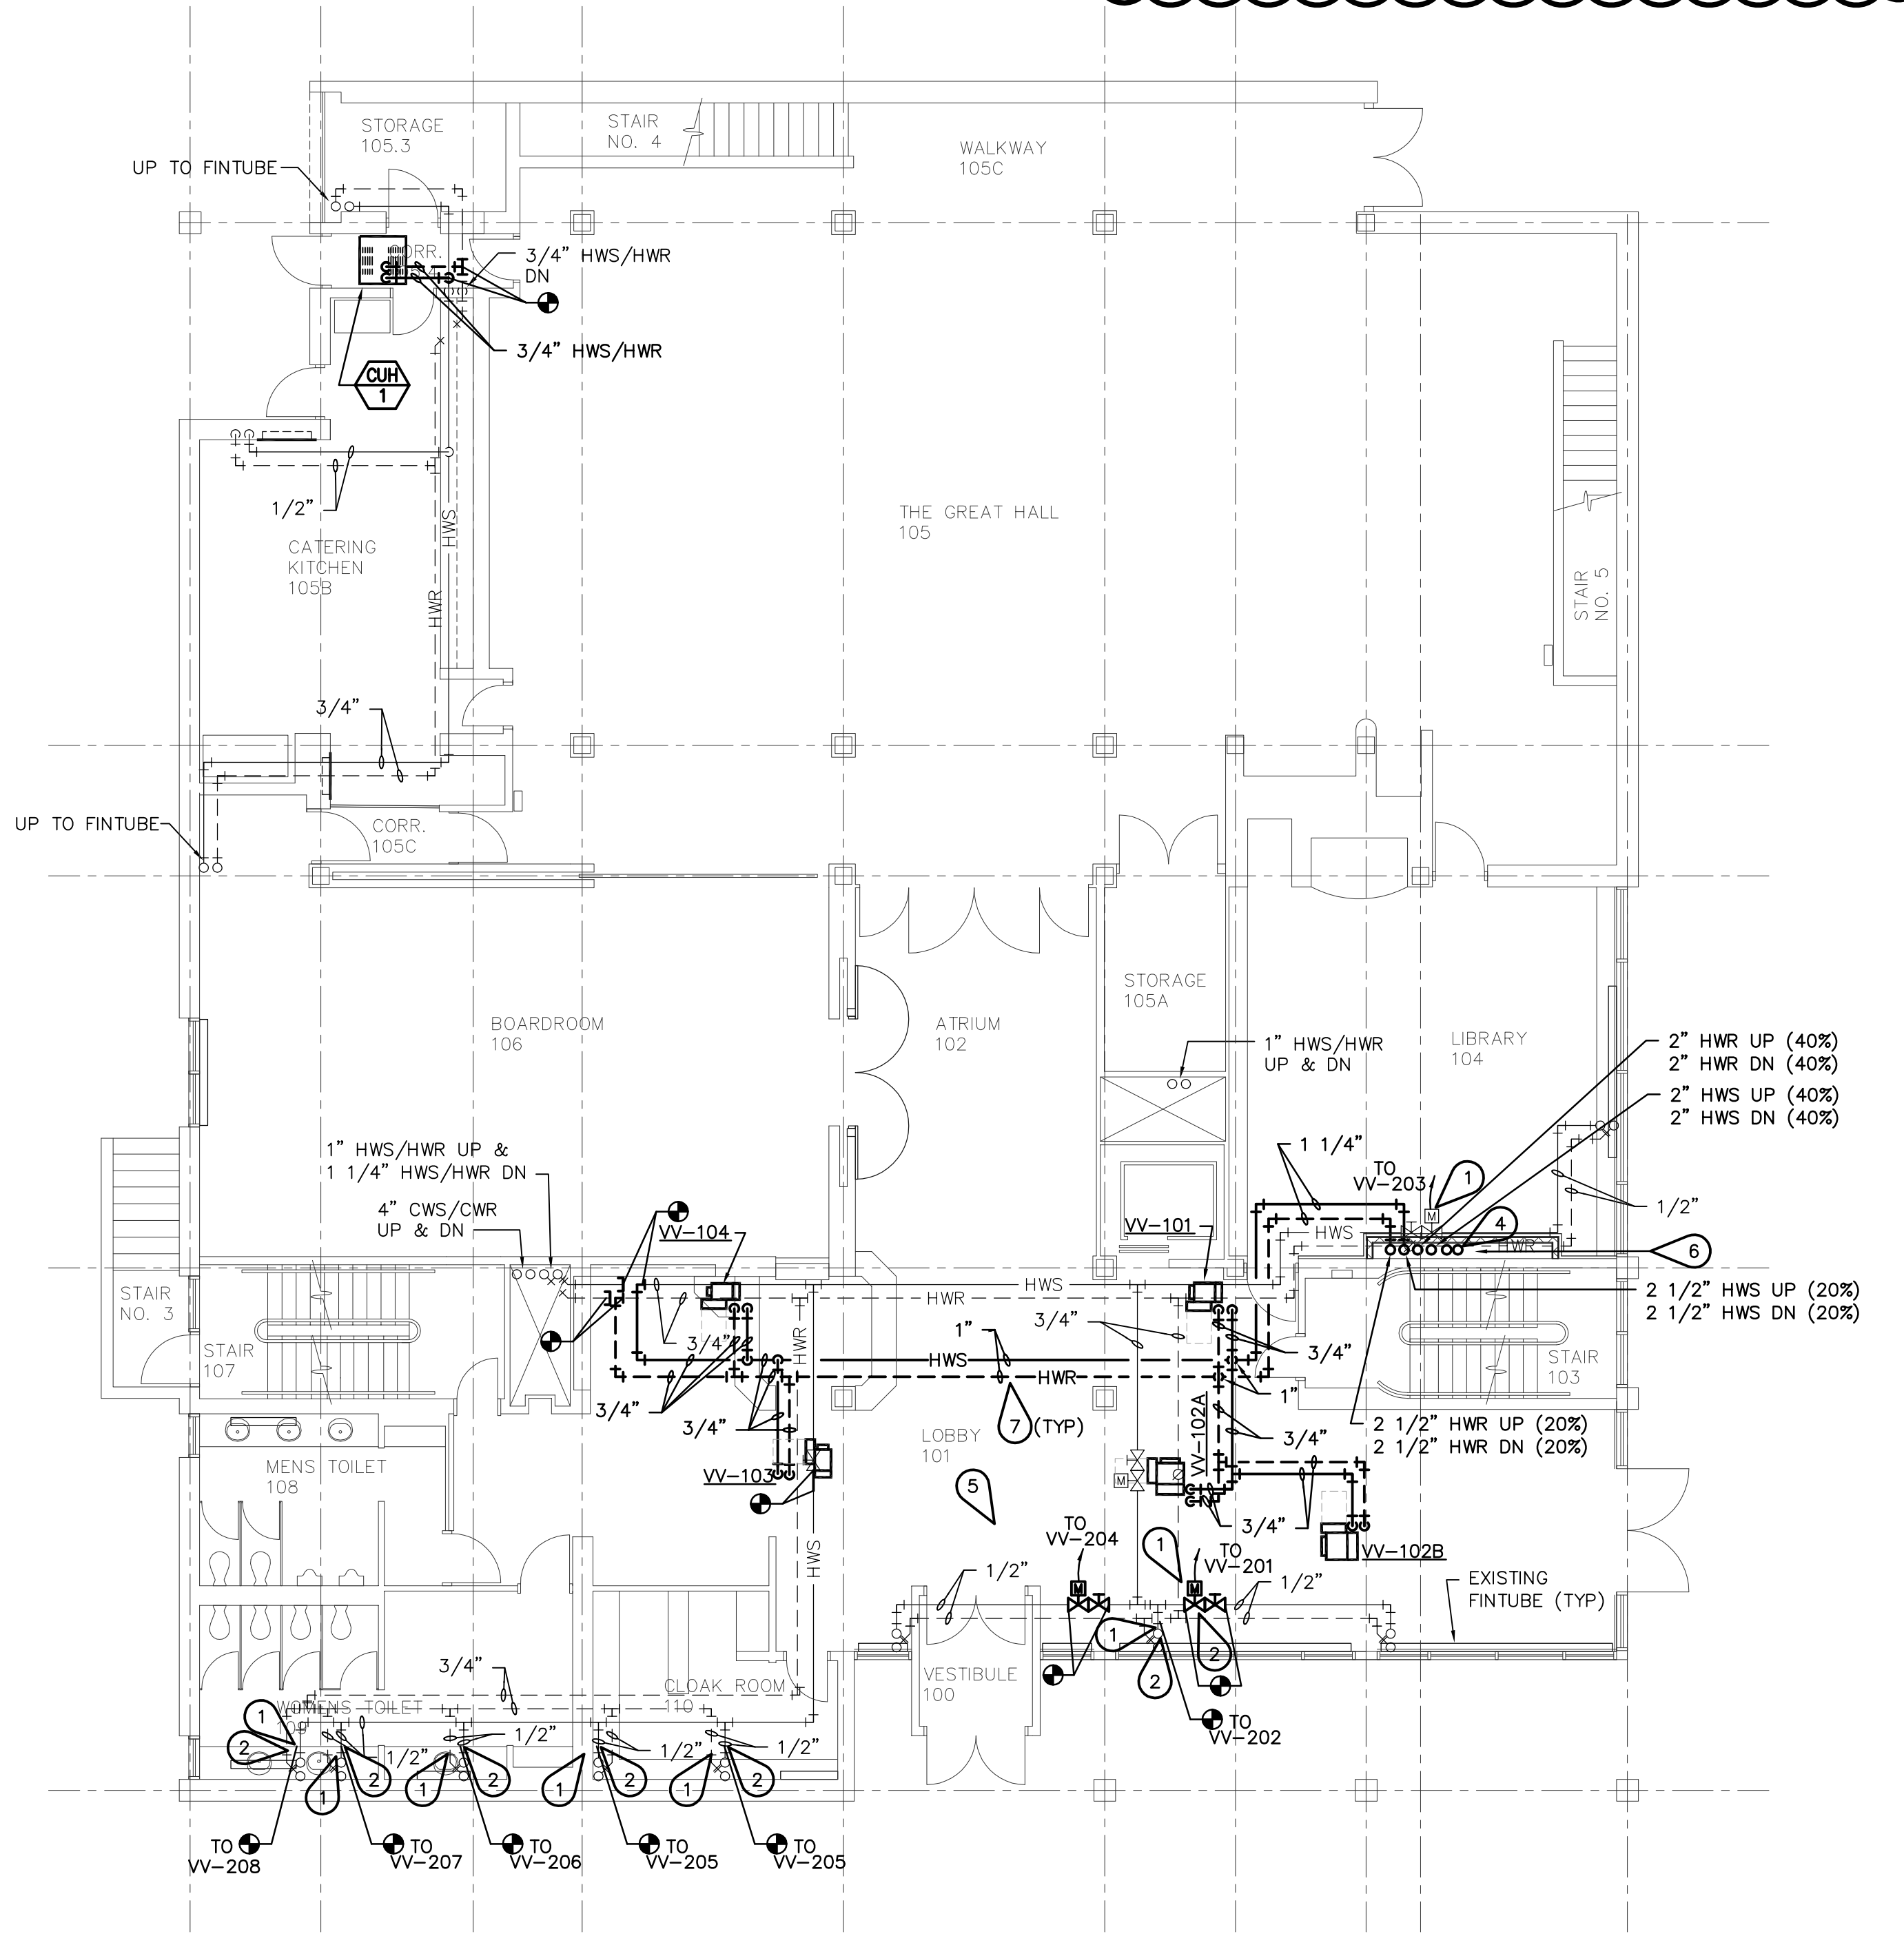 STORAGE
105.3
STAIR
NO. 4
WALKWAY
105C
UP TO FINTUBE
CORR.
3/4" HWS/HWR
DN
3/4" HWS/HWR
CUH
1
1/2"
HWS
THE GREAT HALL
105
CATERING
KITCHEN
105B
HWR
STAIR
NO. 5
3/4"
UP TO FINTUBE
CORR.
105C
STORAGE
105A
BOARDROOM
106
ATRIUM
102
1" HWS/HWR
UP & DN
LIBRARY
104
2" HWR UP (40%)
2" HWR DN (40%)
2" HWS UP (40%)
2" HWS DN (40%)
1" HWS/HWR UP &
1 1/4" HWS/HWR DN
4" CWS/CWR
UP & DN
1 1/4"
TO
VV-203
1
M
1/2"
VV-104
VV-101
HWS
4
HWR
6
STAIR
NO. 3
HWS
HWR
2 1/2" HWS UP (20%)
2 1/2" HWS DN (20%)
STAIR
107
3/4"
HWR
1"
3/4"
3/4"
HWS
HWR
STAIR
103
3/4"
3/4"
7
(TYP)
1"
2 1/2" HWR UP (20%)
2 1/2" HWR DN (20%)
VV-102A
3/4"
LOBBY
101
MENS TOILET
108
VV-103
M
5
3/4"
TO
VV-204
1
TO
VV-201
VV-102B
HWS
M
M
1/2"
1/2"
EXISTING
FINTUBE (TYP)
1
2
2
VESTIBULE
100
3/4"
CLOAK ROOM
110
WOMENS TOILET
109
1
2
1/2"
1/2"
1/2"
1/2"
1
2
1
2
1
2
1
2
TO
VV-202
TO
VV-208
TO
VV-207
TO
VV-206
TO
VV-205
TO
VV-205